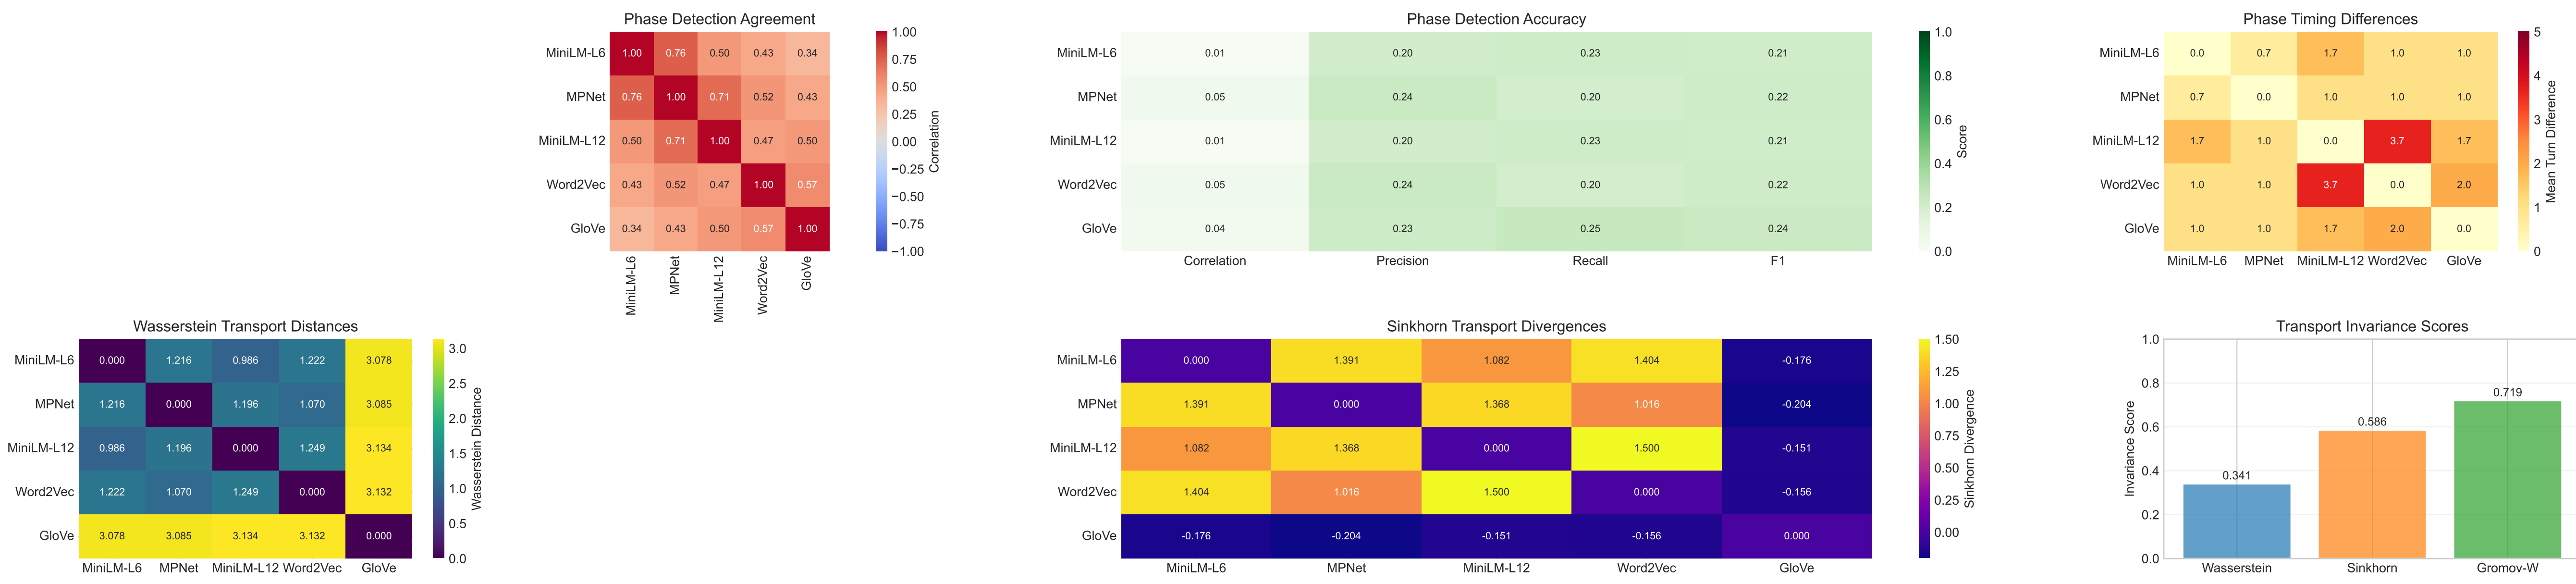 Phase Detection Agreement
MiniLM-L6 1.00 0.76 0.50 0.43 0.34
MPNet 0.76 1.00 0.71 0.52 0.43
MiniLM-L12 0.50 0.71 1.00 0.47 0.50
Word2Vec 0.43 0.52 0.47 1.00 0.57
GloVe 0.34 0.43 0.50 0.57 1.00
MiniLM-L6 MPNet MiniLM-L12 Word2Vec GloVe
1.00
0.75
0.50
0.25
0.00
−0.25
−0.50
−0.75
−1.00
Correlation
Phase Detection Accuracy
MiniLM-L6 0.01 0.20 0.23 0.21
MPNet 0.05 0.24 0.20 0.22
MiniLM-L12 0.01 0.20 0.23 0.21
Word2Vec 0.05 0.24 0.20 0.22
GloVe 0.04 0.23 0.25 0.24
Correlation Precision Recall F1
1.0
0.8
0.6
0.4
0.2
0.0
Score
Phase Timing Differences
MiniLM-L6 0.0 0.7 1.7 1.0 1.0
MPNet 0.7 0.0 1.0 1.0 1.0
MiniLM-L12 1.7 1.0 0.0 3.7 1.7
Word2Vec 1.0 1.0 3.7 0.0 2.0
GloVe 1.0 1.0 1.7 2.0 0.0
MiniLM-L6 MPNet MiniLM-L12 Word2Vec GloVe
5
4
3
2
1
0
Mean Turn Difference
Wasserstein Transport Distances
MiniLM-L6 0.000 1.216 0.986 1.222 3.078
MPNet 1.216 0.000 1.196 1.070 3.085
MiniLM-L12 0.986 1.196 0.000 1.249 3.134
Word2Vec 1.222 1.070 1.249 0.000 3.132
GloVe 3.078 3.085 3.134 3.132 0.000
MiniLM-L6 MPNet MiniLM-L12 Word2Vec GloVe
3.0
2.5
2.0
1.5
1.0
0.5
0.0
Wasserstein Distance
Sinkhorn Transport Divergences
MiniLM-L6 0.000 1.391 1.082 1.404 -0.176
MPNet 1.391 0.000 1.368 1.016 -0.204
MiniLM-L12 1.082 1.368 0.000 1.500 -0.151
Word2Vec 1.404 1.016 1.500 0.000 -0.156
GloVe -0.176 -0.204 -0.151 -0.156 0.000
MiniLM-L6 MPNet MiniLM-L12 Word2Vec GloVe
1.50
1.25
1.00
0.75
0.50
0.25
0.00
Sinkhorn Divergence
Transport Invariance Scores
1.0
0.8
0.6
0.4
0.2
0.0
Invariance Score
0.341 0.586 0.719
Wasserstein Sinkhorn Gromov-W